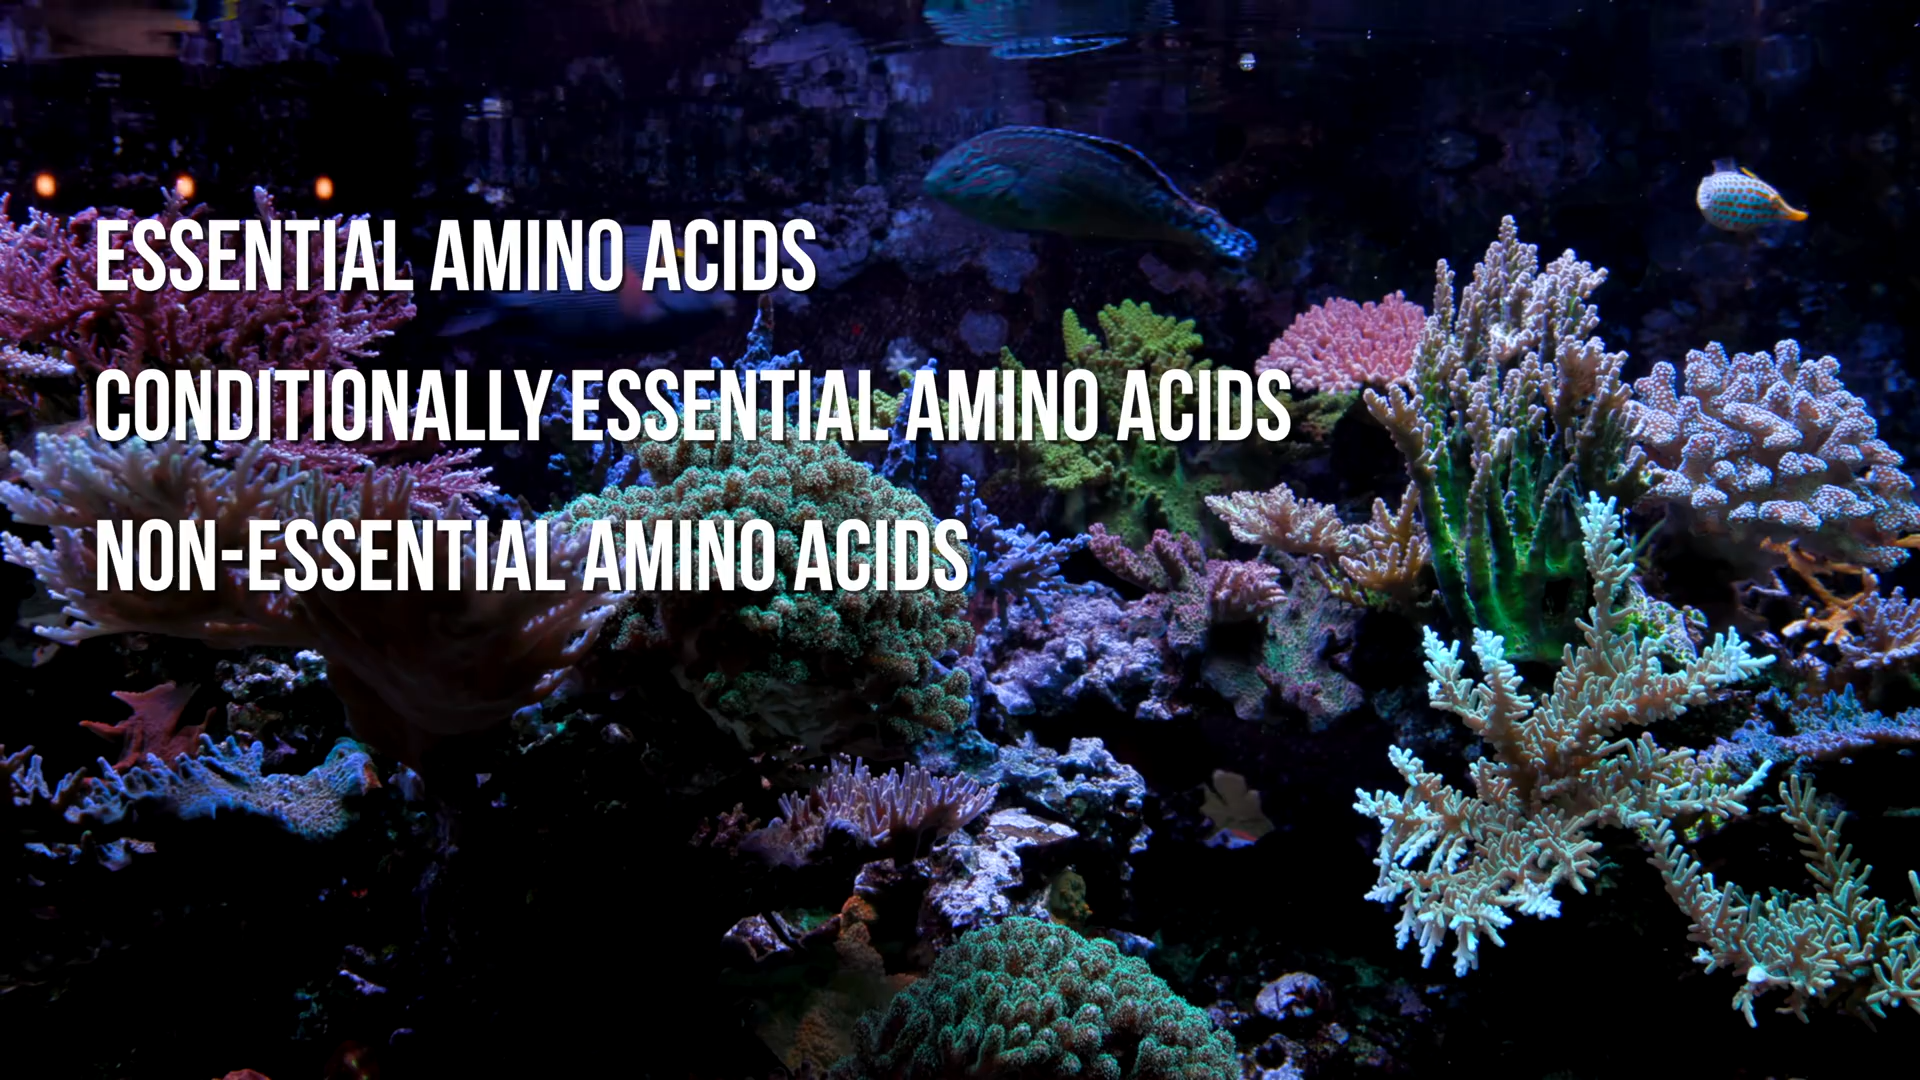 ESSENTIAL AMINO ACIDS
CONDITIONALLY ESSENTIAL AMINO ACIDS
NON-ESSENTIAL AMINO ACIDS